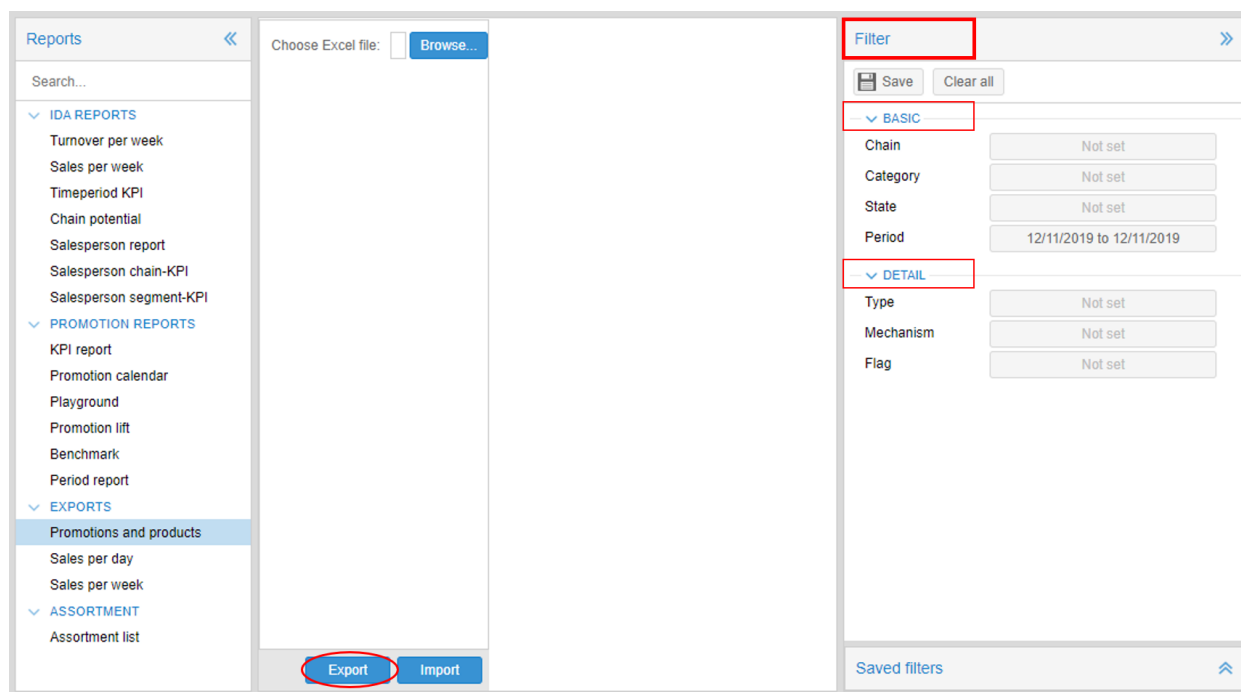 Reports
Search...
IDA REPORTS
Turnover per week
Sales per week
Timeperiod KPI
Chain potential
Salesperson report
Salesperson chain-KPI
Salesperson segment-KPI
PROMOTION REPORTS
KPI report
Promotion calendar
Playground
Promotion lift
Benchmark
Period report
EXPORTS
Promotions and products
Sales per day
Sales per week
ASSORTMENT
Assortment list
Choose Excel file: Browse...
Export Import
Filter
Save Clear all
BASIC
Chain Not set
Category Not set
State Not set
Period 12/11/2019 to 12/11/2019
DETAIL
Type Not set
Mechanism Not set
Flag Not set
Saved filters